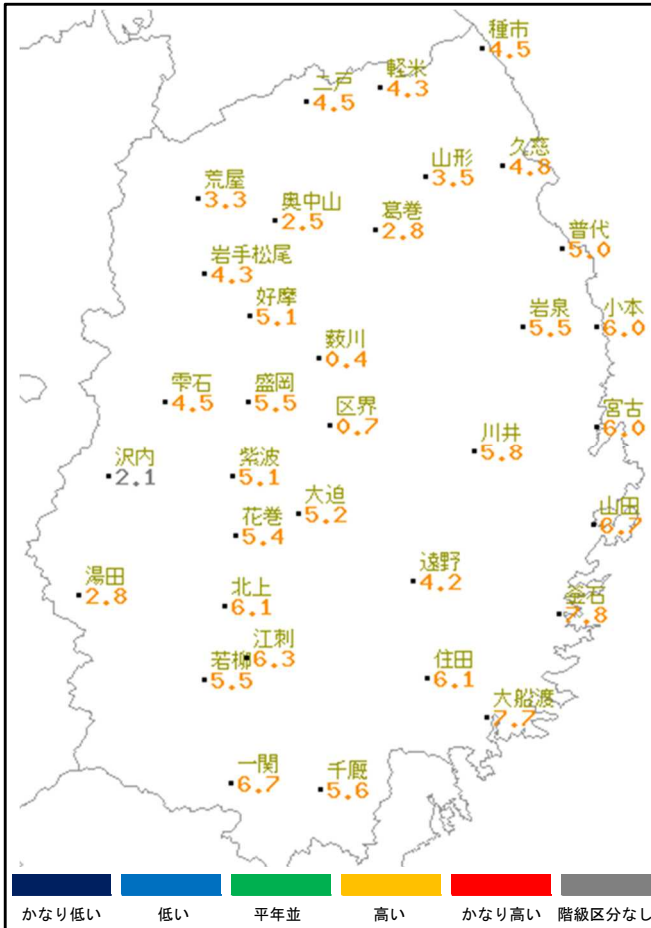 種市
4.5
軽米
4.3
二戸
4.5
久慈
4.8
山形
3.5
荒屋
3.3
奥中山
2.5
葛巻
2.8
普代
5.0
岩手松尾
4.3
好摩
5.1
岩泉
5.5
小本
6.0
薮川
0.4
雫石
4.5
盛岡
5.5
区界
0.7
宮古
6.0
川井
5.8
沢内
2.1
紫波
5.1
大迫
5.2
花巻
5.4
山田
6.7
遠野
4.2
湯田
2.8
北上
6.1
釜石
7.8
江刺
6.3
若柳
5.5
住田
6.1
大船渡
7.7
一関
6.7
千厩
5.6
かなり低い 低い 平年並 高い かなり高い 階級区分なし